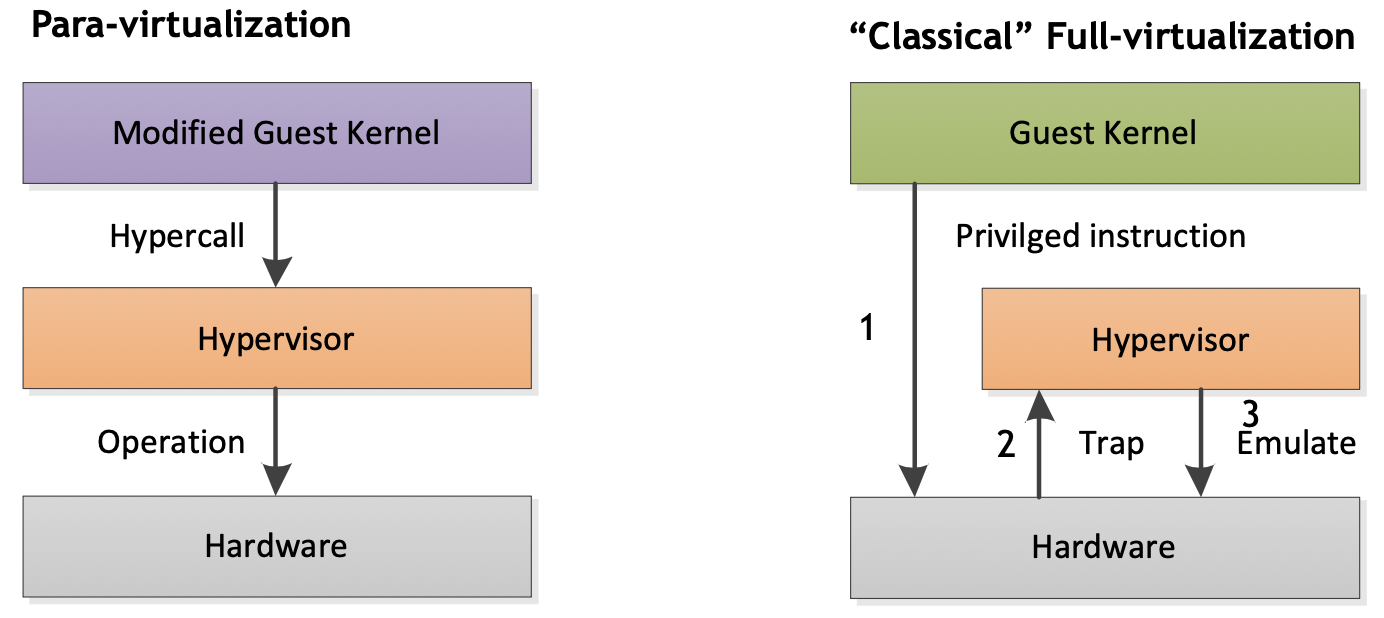 Para-virtualization
Modified Guest Kernel
Hypercall
Hypervisor
Operation
Hardware
“Classical” Full-virtualization
Guest Kernel
Privilged instruction
1
Hypervisor
2
Trap
3
Emulate
Hardware